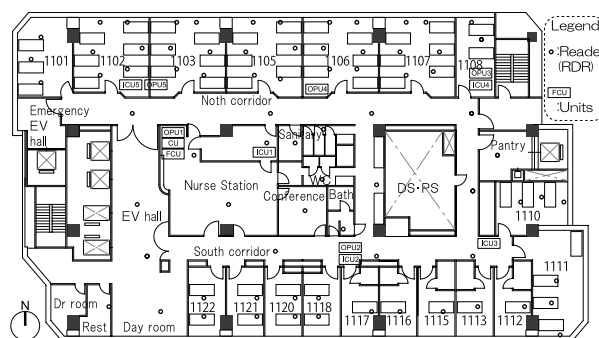 Legend
:Reade
(RDR)
FCU
:Units
1101
1102
1103
1105
1106
1107
1108
ICU5
OPU5
OPU4
OPU3
ICU4
Noth corridor
Emergency
EV
hall
OPU1
CU
FCU
ICU1
Sanitary
WC
Pantry
Nurse Station
Conference
Bath
DS·PS
EV hall
1110
South corridor
OPU2
ICU2
ICU3
1111
N
Dr room
Rest
Day room
1122
1121
1120
1118
1117
1116
1115
1113
1112